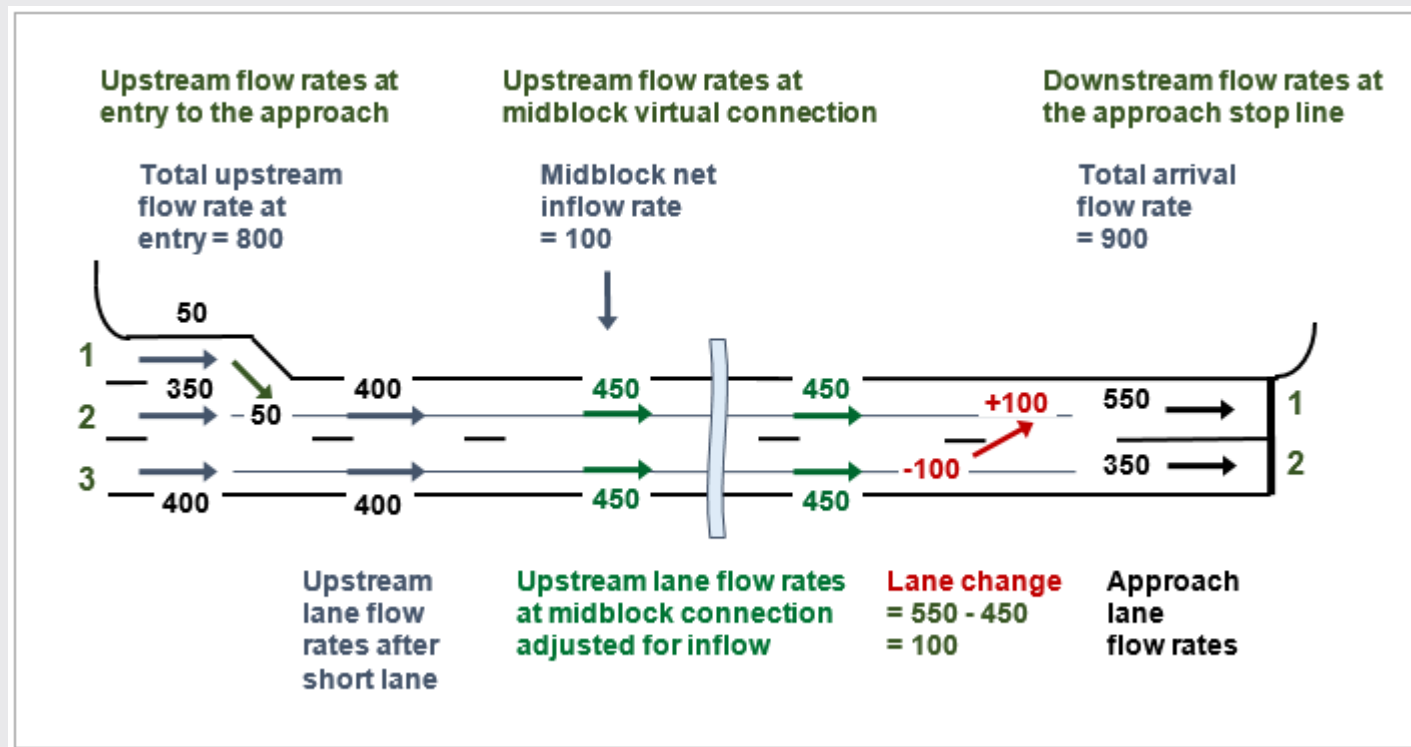 Upstream flow rates at
entry to the approach
Upstream flow rates at
midblock virtual connection
Downstream flow rates at
the approach stop line
Total upstream
flow rate at
entry = 800
Midblock net
inflow rate
= 100
Total arrival
flow rate
= 900
50
1
350
400
450
450
+100
550
1
2
50
3
-100
350
2
400
400
450
450
Upstream
lane flow
rates after
short lane
Upstream lane flow rates
at midblock connection
adjusted for inflow
Lane change
= 550 - 450
= 100
Approach
lane
flow rates